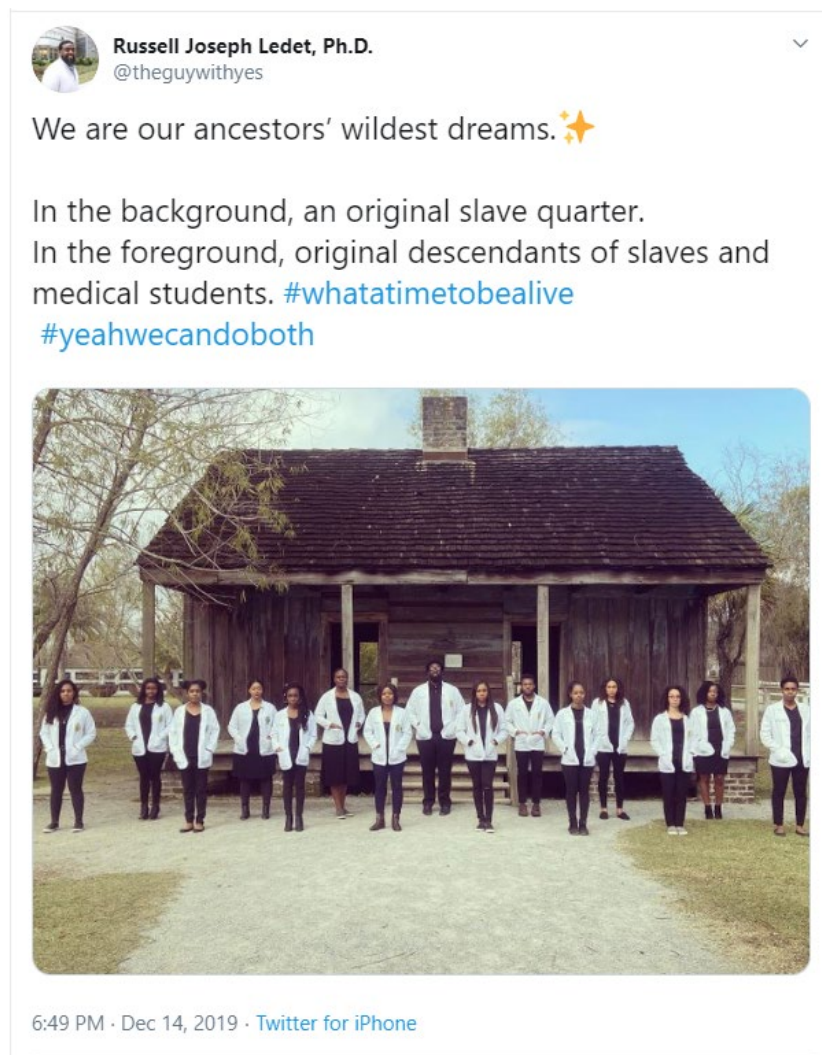 Russell Joseph Ledet, Ph.D.
@theguywithyes
We are our ancestors’ wildest dreams.✨
In the background, an original slave quarter.
In the foreground, original descendants of slaves and
medical students. #whatatimetobealive
#yeahwecandoboth
6:49 PM · Dec 14, 2019 · Twitter for iPhone